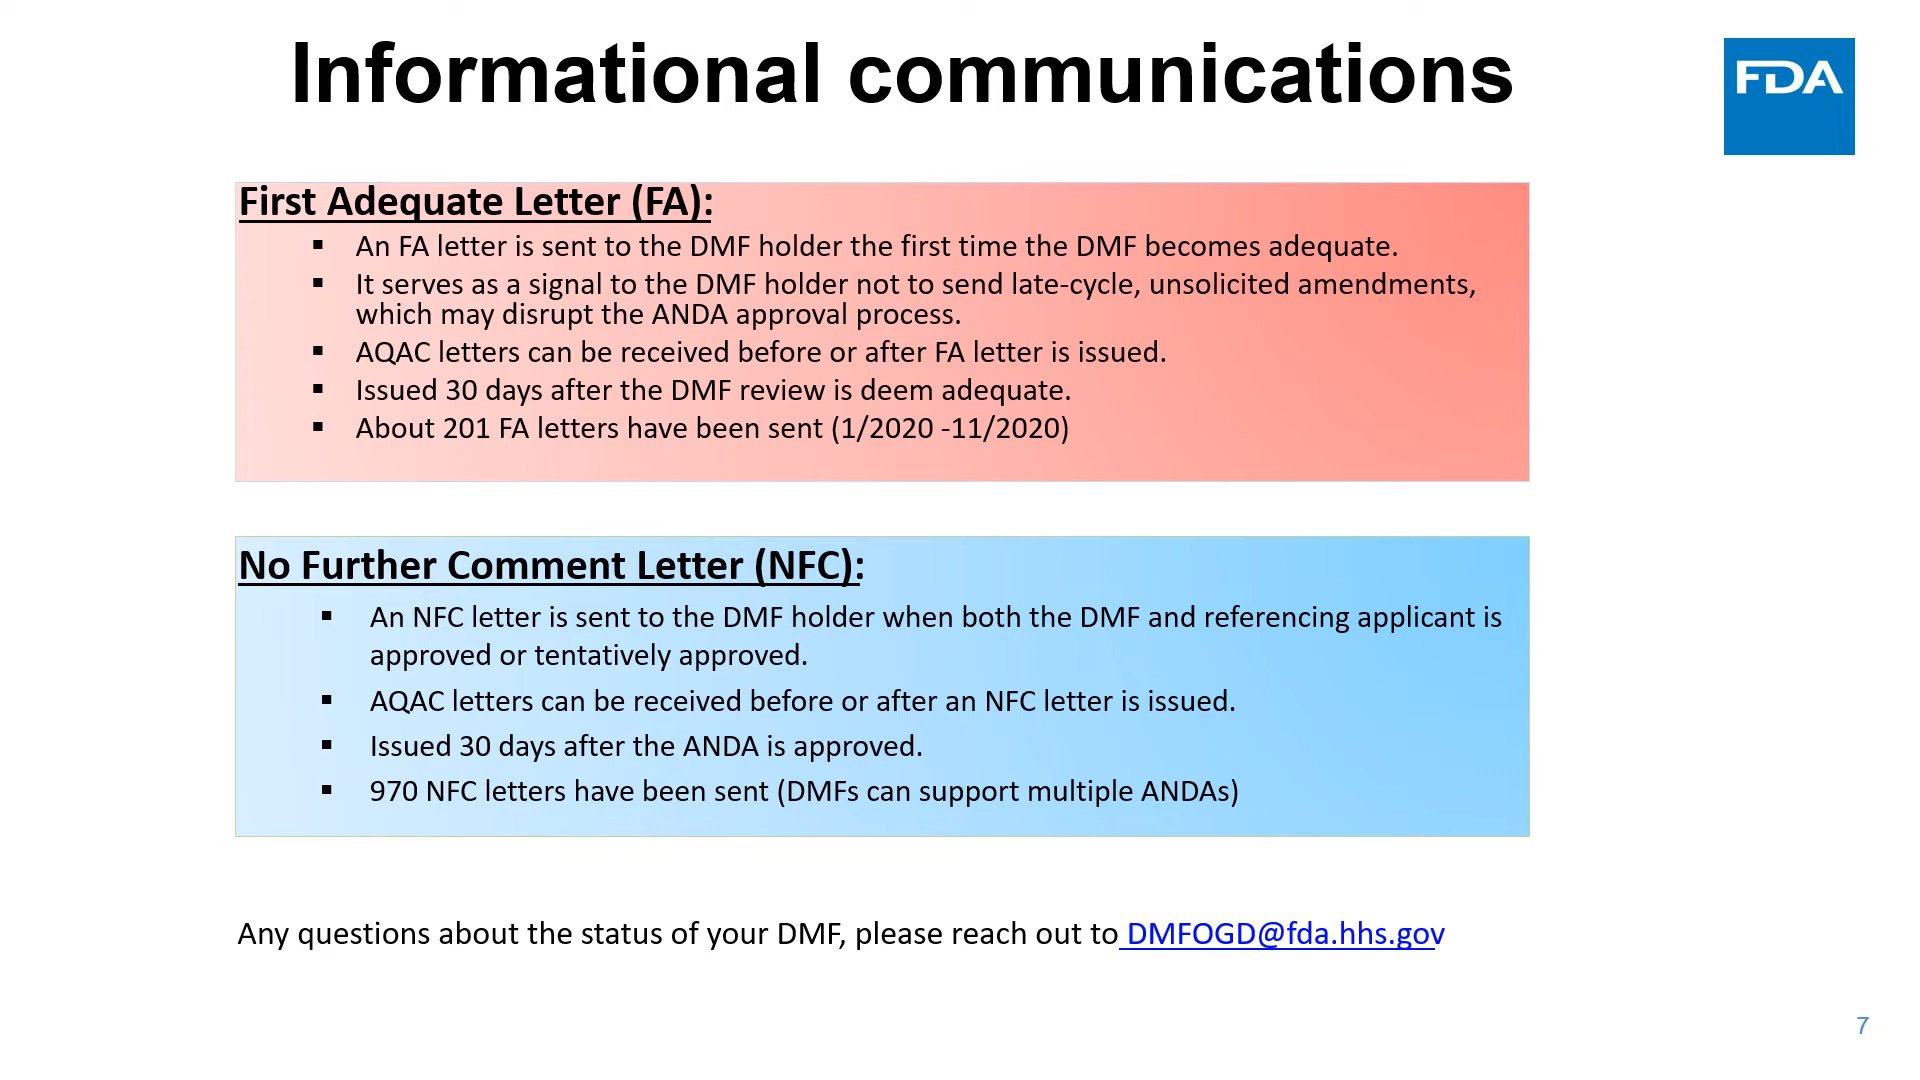 Informational communications
FDA
First Adequate Letter (FA):
▪ An FA letter is sent to the DMF holder the first time the DMF becomes adequate.
▪ It serves as a signal to the DMF holder not to send late-cycle, unsolicited amendments,
which may disrupt the ANDA approval process.
▪ AQAC letters can be received before or after FA letter is issued.
▪ Issued 30 days after the DMF review is deem adequate.
▪ About 201 FA letters have been sent (1/2020 -11/2020)
No Further Comment Letter (NFC):
▪ An NFC letter is sent to the DMF holder when both the DMF and referencing applicant is
approved or tentatively approved.
▪ AQAC letters can be received before or after an NFC letter is issued.
▪ Issued 30 days after the ANDA is approved.
▪ 970 NFC letters have been sent (DMFs can support multiple ANDAs)
Any questions about the status of your DMF, please reach out to DMFOGD@fda.hhs.gov
7